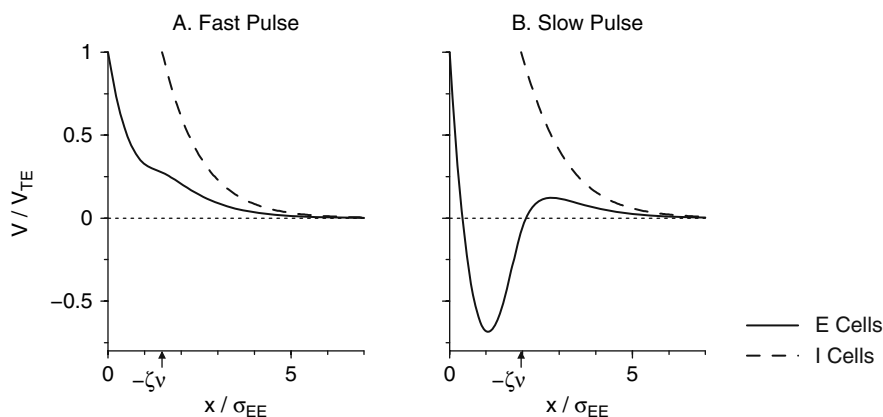 A. Fast Pulse
B. Slow Pulse
V / V_TE
1
0.5
0
−0.5
0
5
0
5
−ζν
−ζν
x / σ_EE
x / σ_EE
E Cells
I Cells